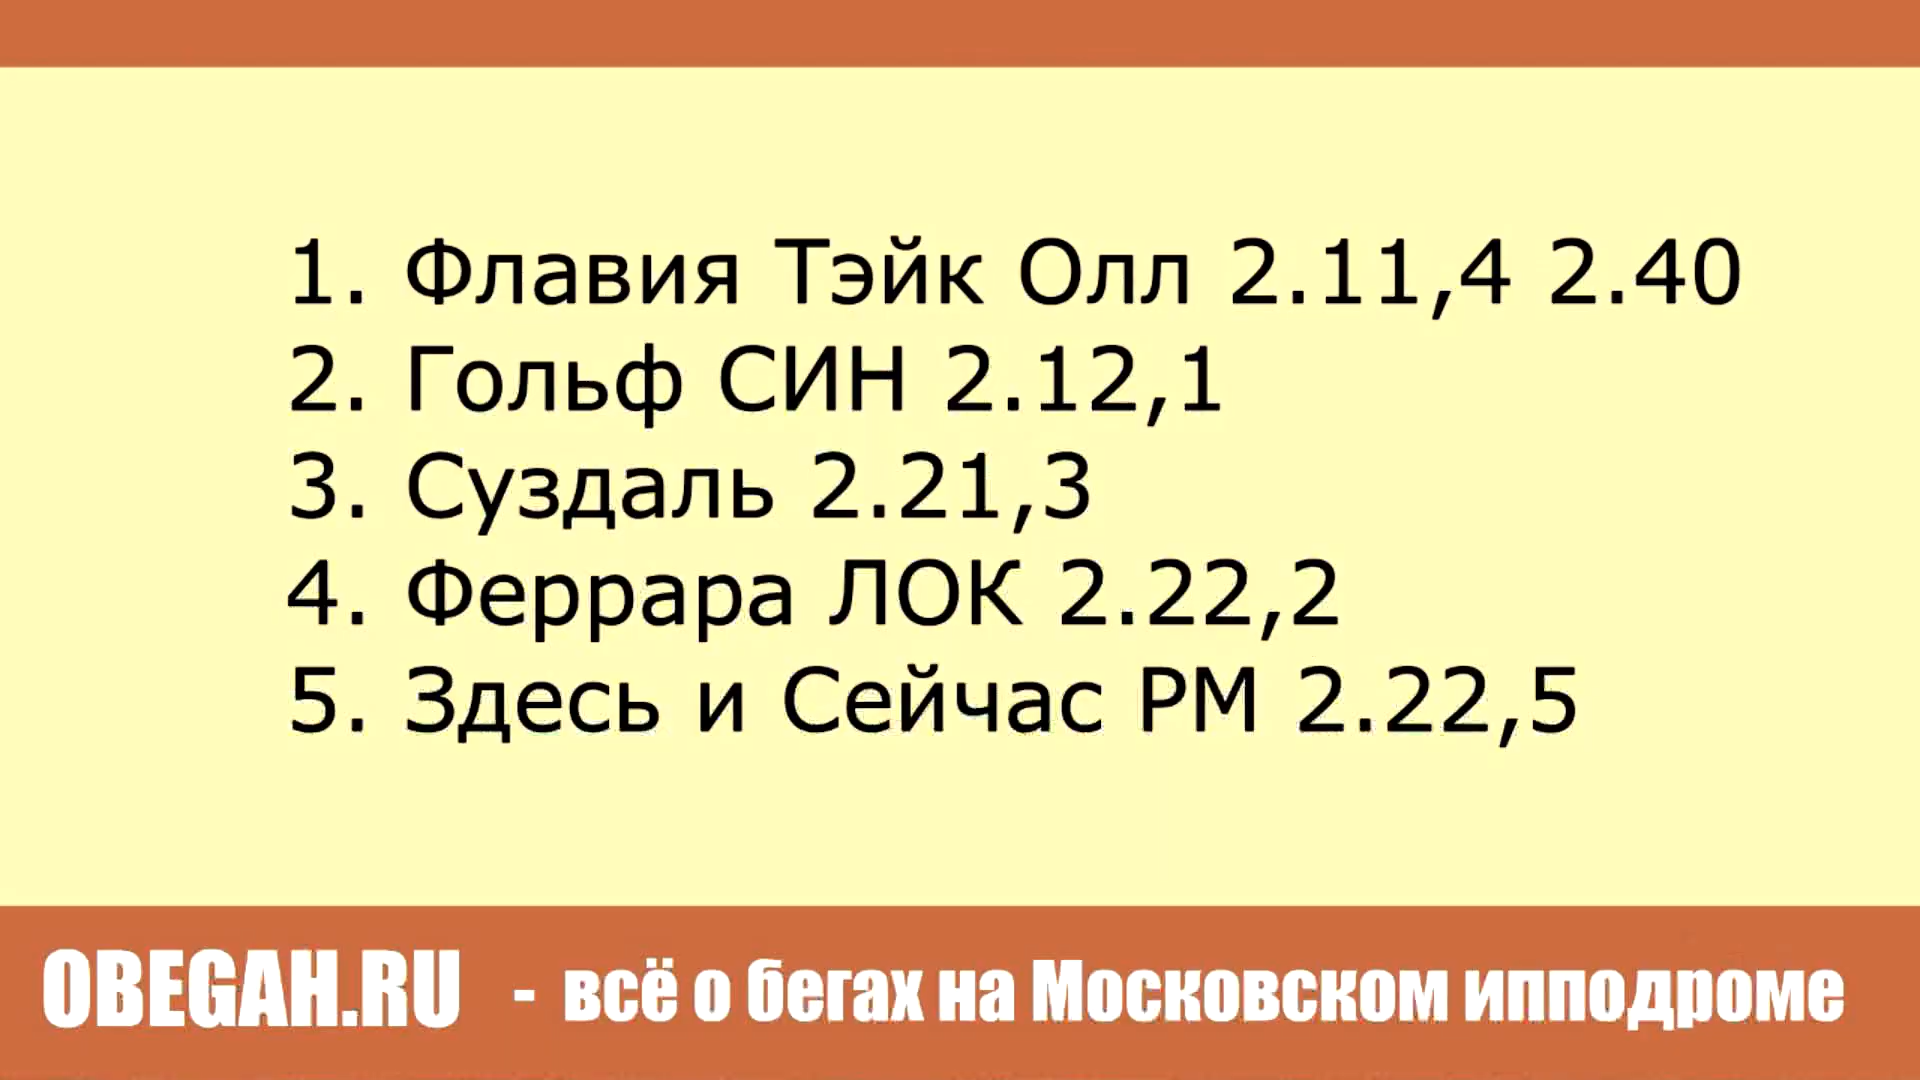 1. Флавия Тэйк Олл 2.11,4 2.40
2. Гольф СИН 2.12,1
3. Суздаль 2.21,3
4. Феррара ЛОК 2.22,2
5. Здесь и Сейчас РМ 2.22,5
OBEGAH.RU - всё о бегах на Московском ипподроме